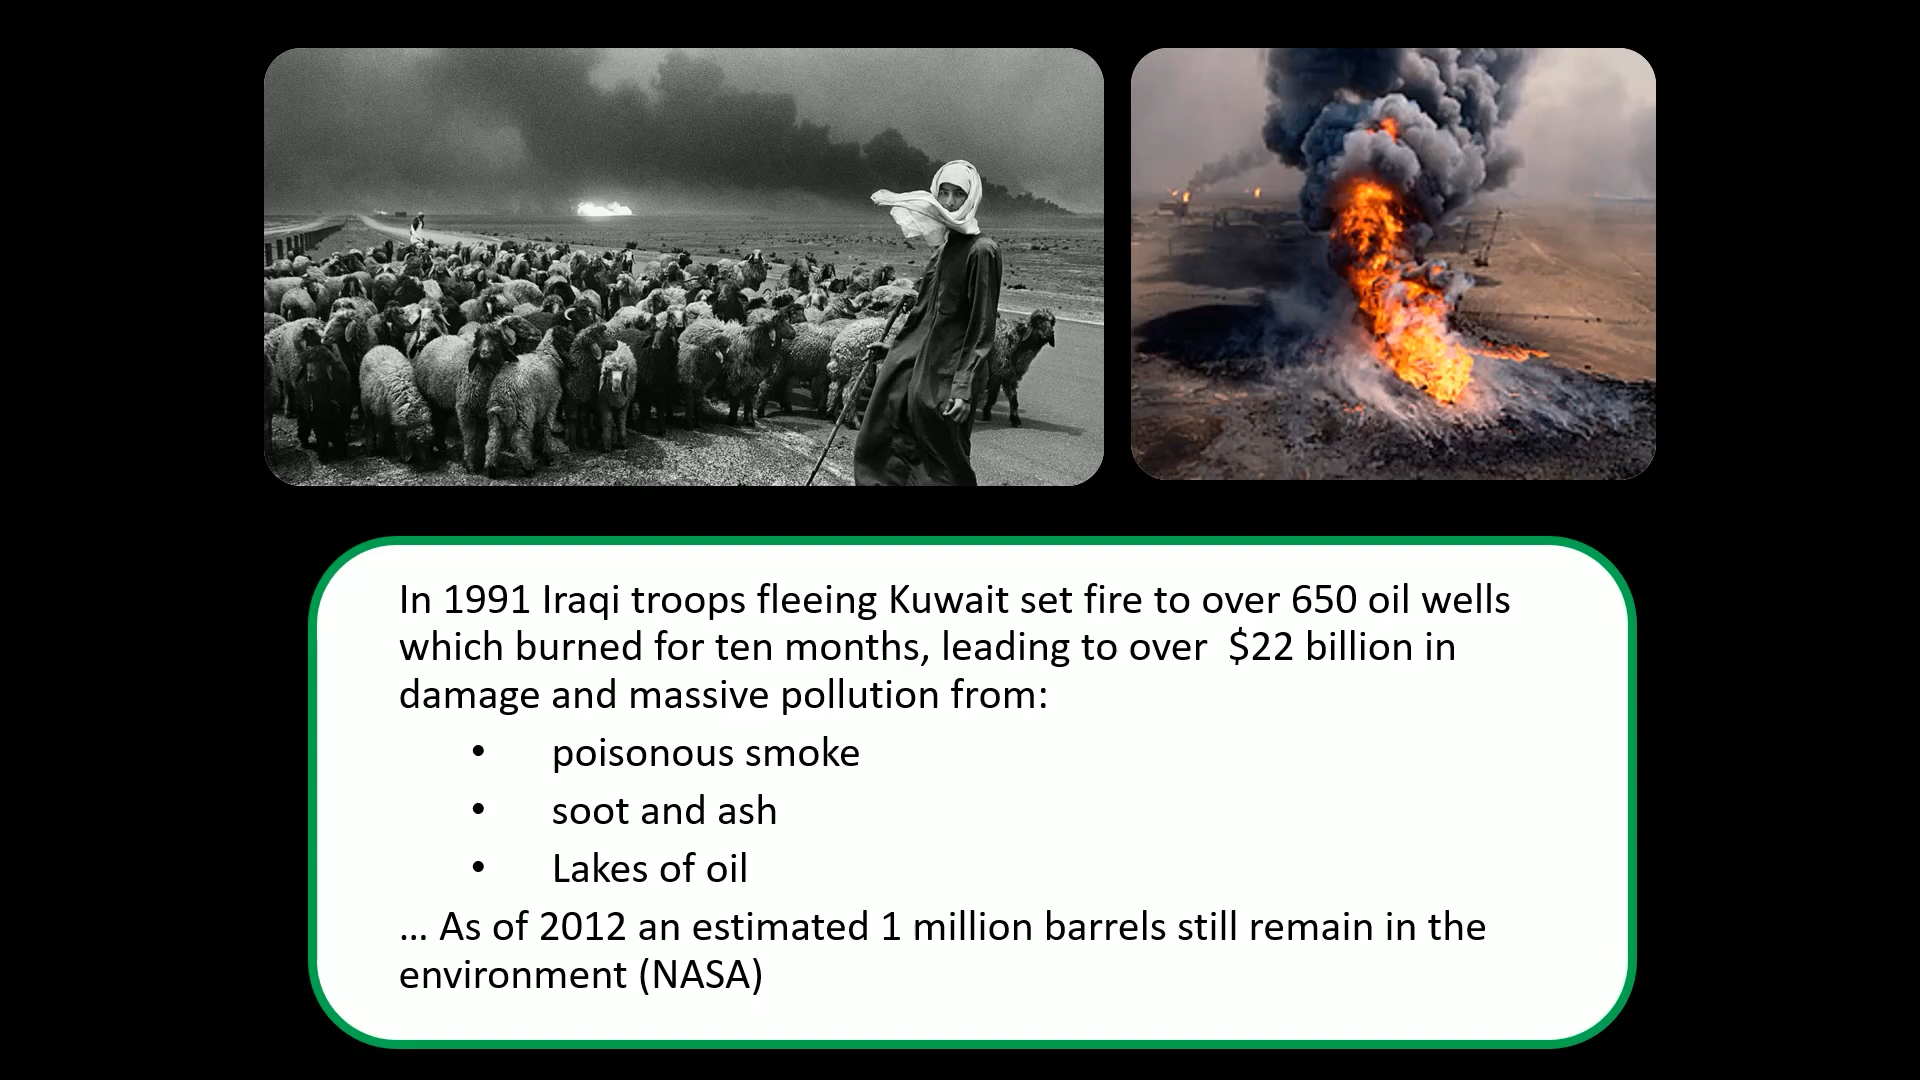 In 1991 Iraqi troops fleeing Kuwait set fire to over 650 oil wells
which burned for ten months, leading to over  $22 billion in
damage and massive pollution from:
• poisonous smoke
• soot and ash
• Lakes of oil
... As of 2012 an estimated 1 million barrels still remain in the
environment (NASA)